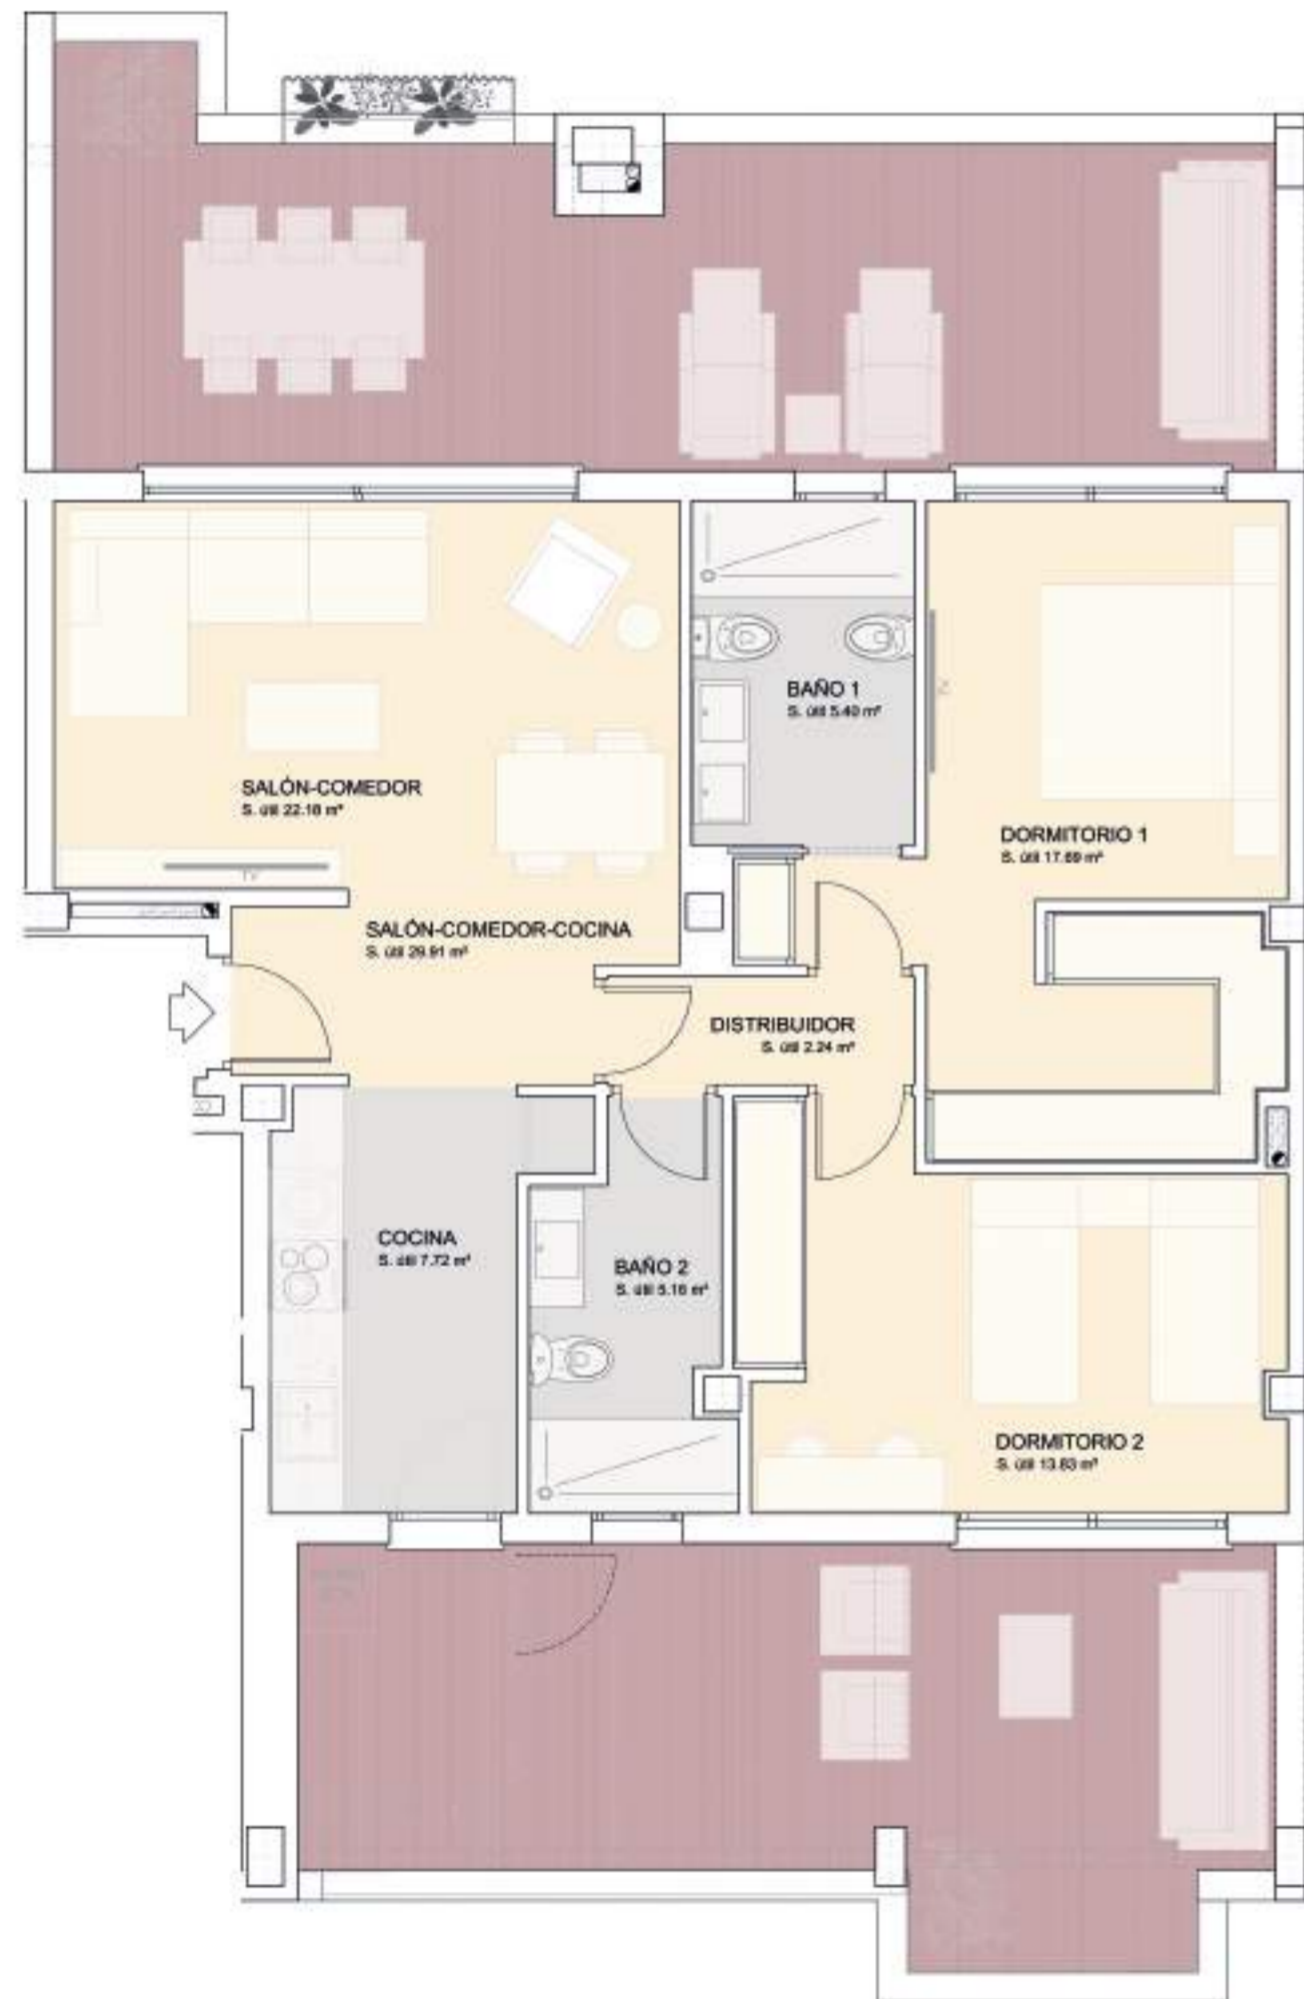 BAÑO 1
S. útil 5.40 m²
SALÓN-COMEDOR
S. útil 22.18 m²
TV
DORMITORIO 1
S. útil 17.69 m²
SALÓN-COMEDOR-COCINA
S. útil 29.91 m²
DISTRIBUIDOR
S. útil 2.24 m²
COCINA
S. útil 7.72 m²
BAÑO 2
S. útil 5.16 m²
DORMITORIO 2
S. útil 13.83 m²